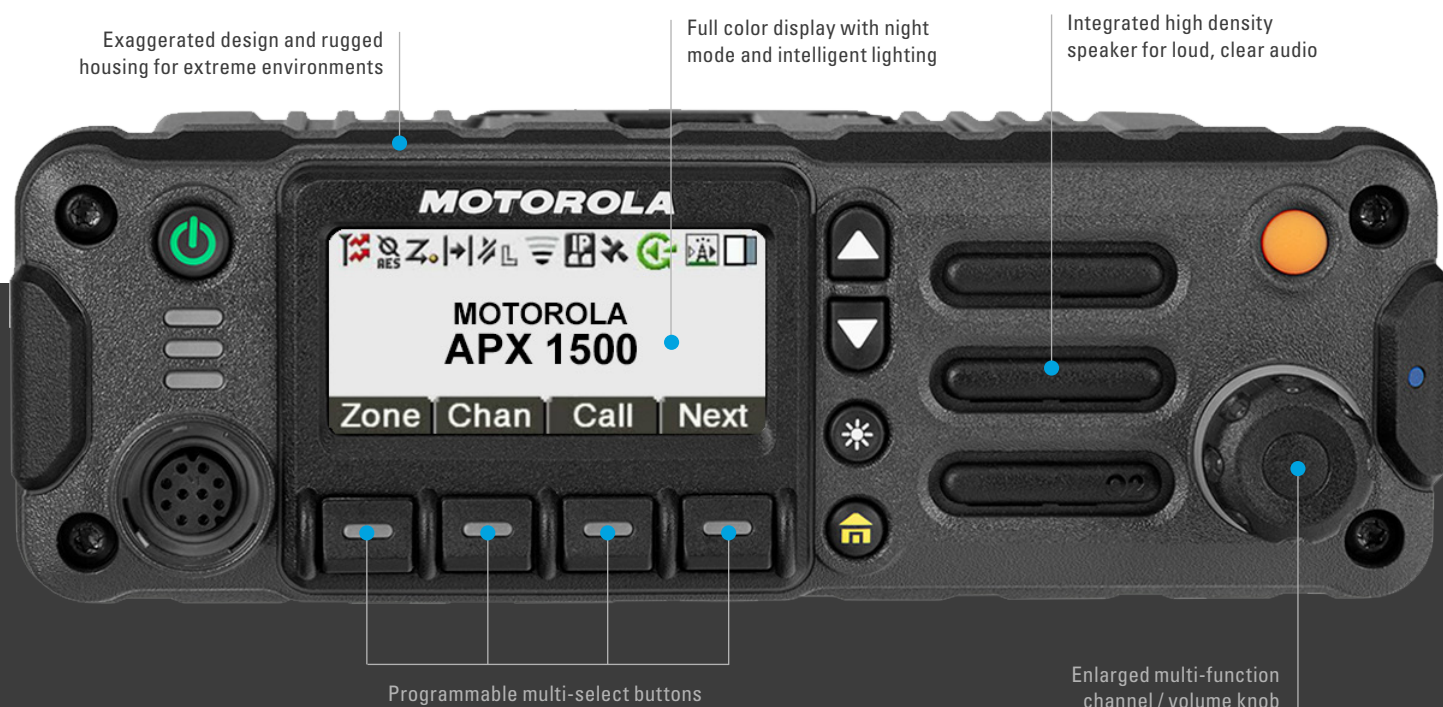 Exaggerated design and rugged
housing for extreme environments
Full color display with night
mode and intelligent lighting
Integrated high density
speaker for loud, clear audio
MOTOROLA
AES
L
IP
MOTOROLA
APX 1500
Zone Chan Call Next
Programmable multi-select buttons
Enlarged multi-function
channel / volume knob